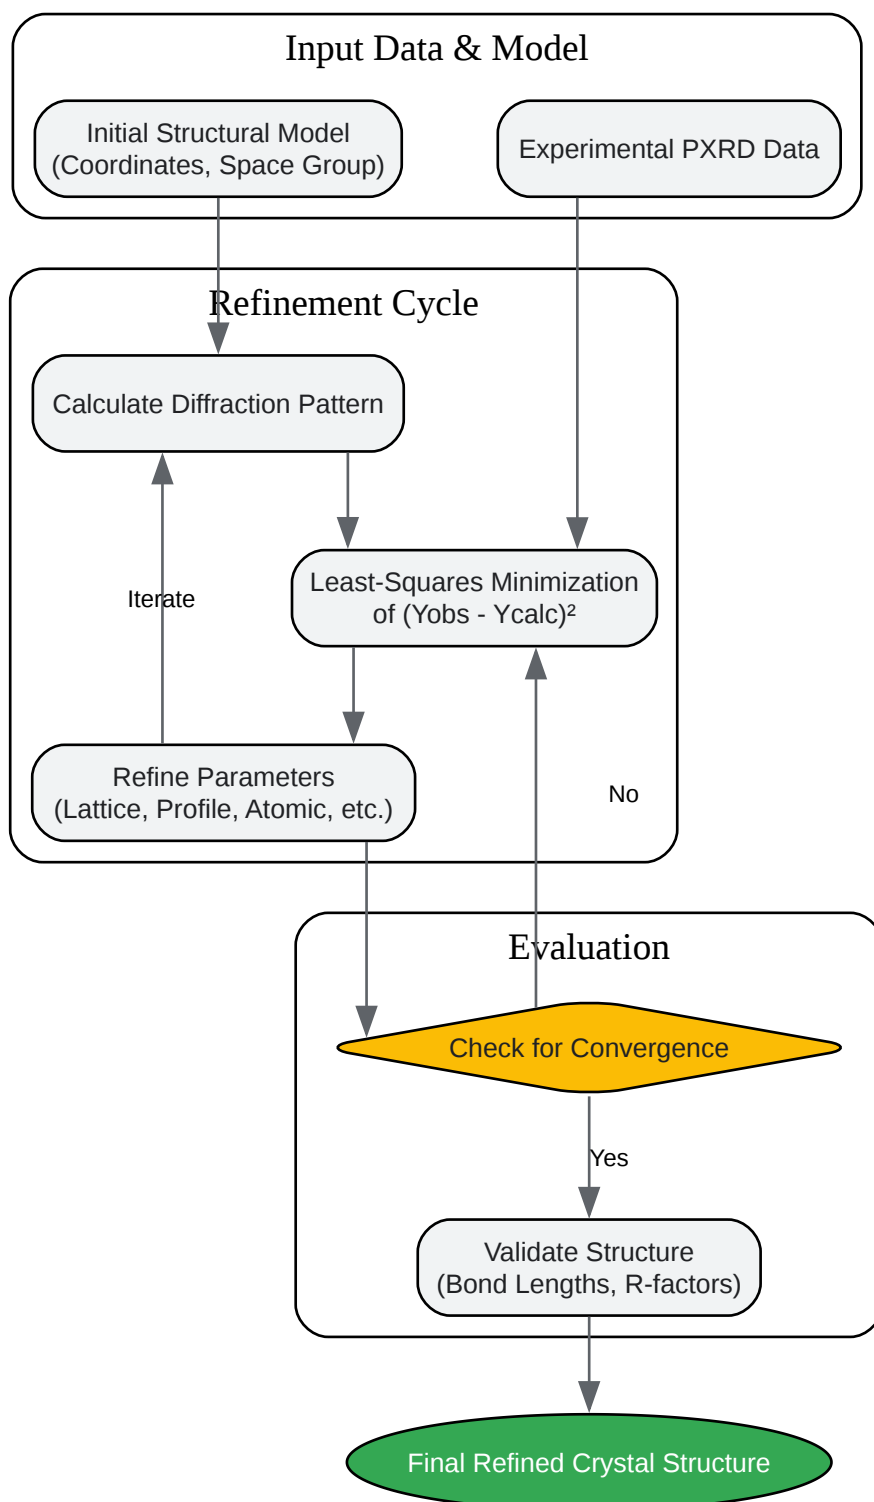 Input Data & Model
Initial Structural Model
(Coordinates, Space Group)
Experimental PXRD Data
Refinement Cycle
Calculate Diffraction Pattern
Least-Squares Minimization
of (Yobs - Ycalc)²
Iterate
Refine Parameters
(Lattice, Profile, Atomic, etc.)
No
Evaluation
Check for Convergence
Yes
Validate Structure
(Bond Lengths, R-factors)
Final Refined Crystal Structure